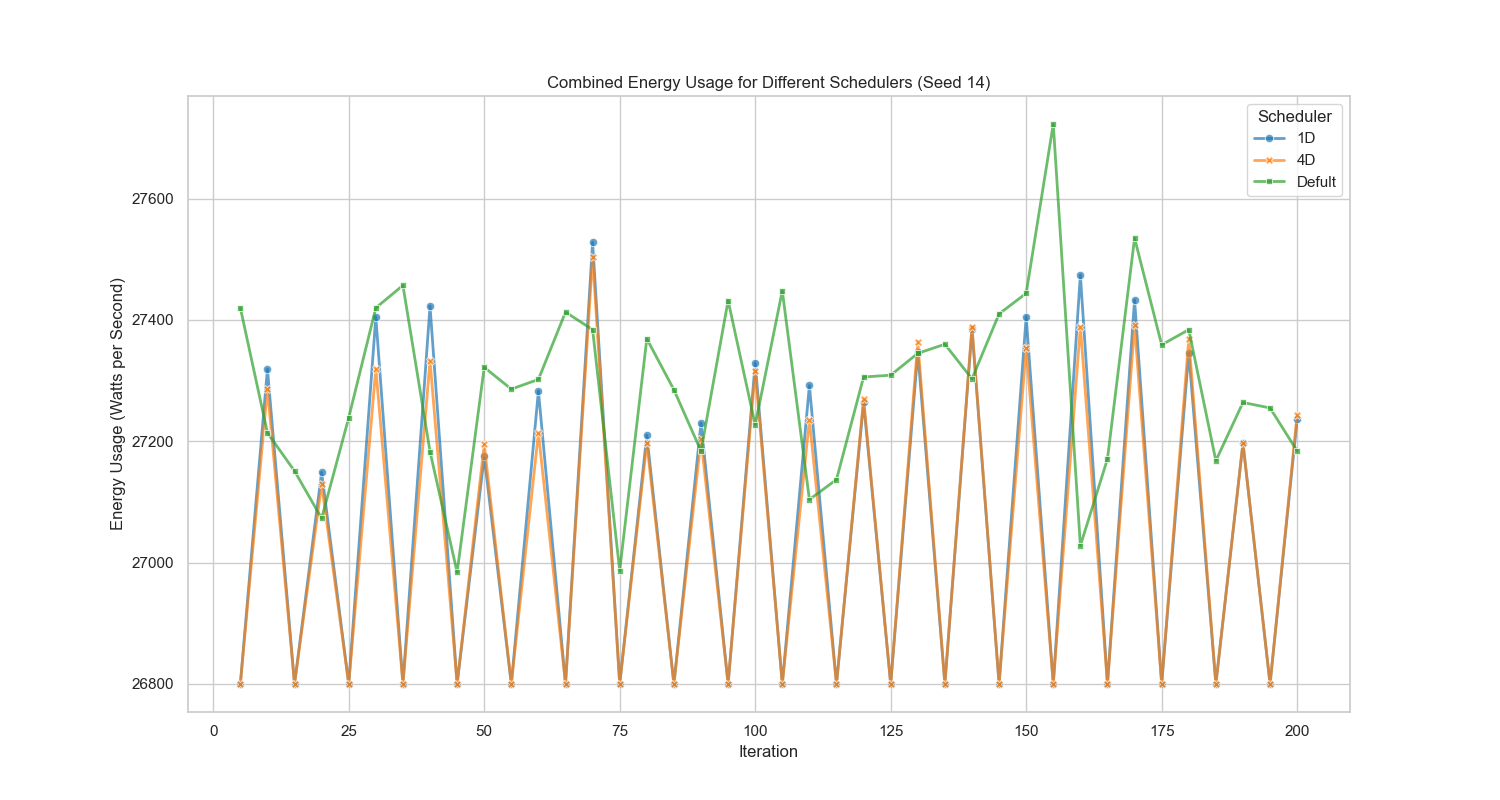 Combined Energy Usage for Different Schedulers (Seed 14)
Scheduler
1D
4D
Defult
Energy Usage (Watts per Second)
27600
27400
27200
27000
26800
0 25 50 75 100 125 150 175 200
Iteration